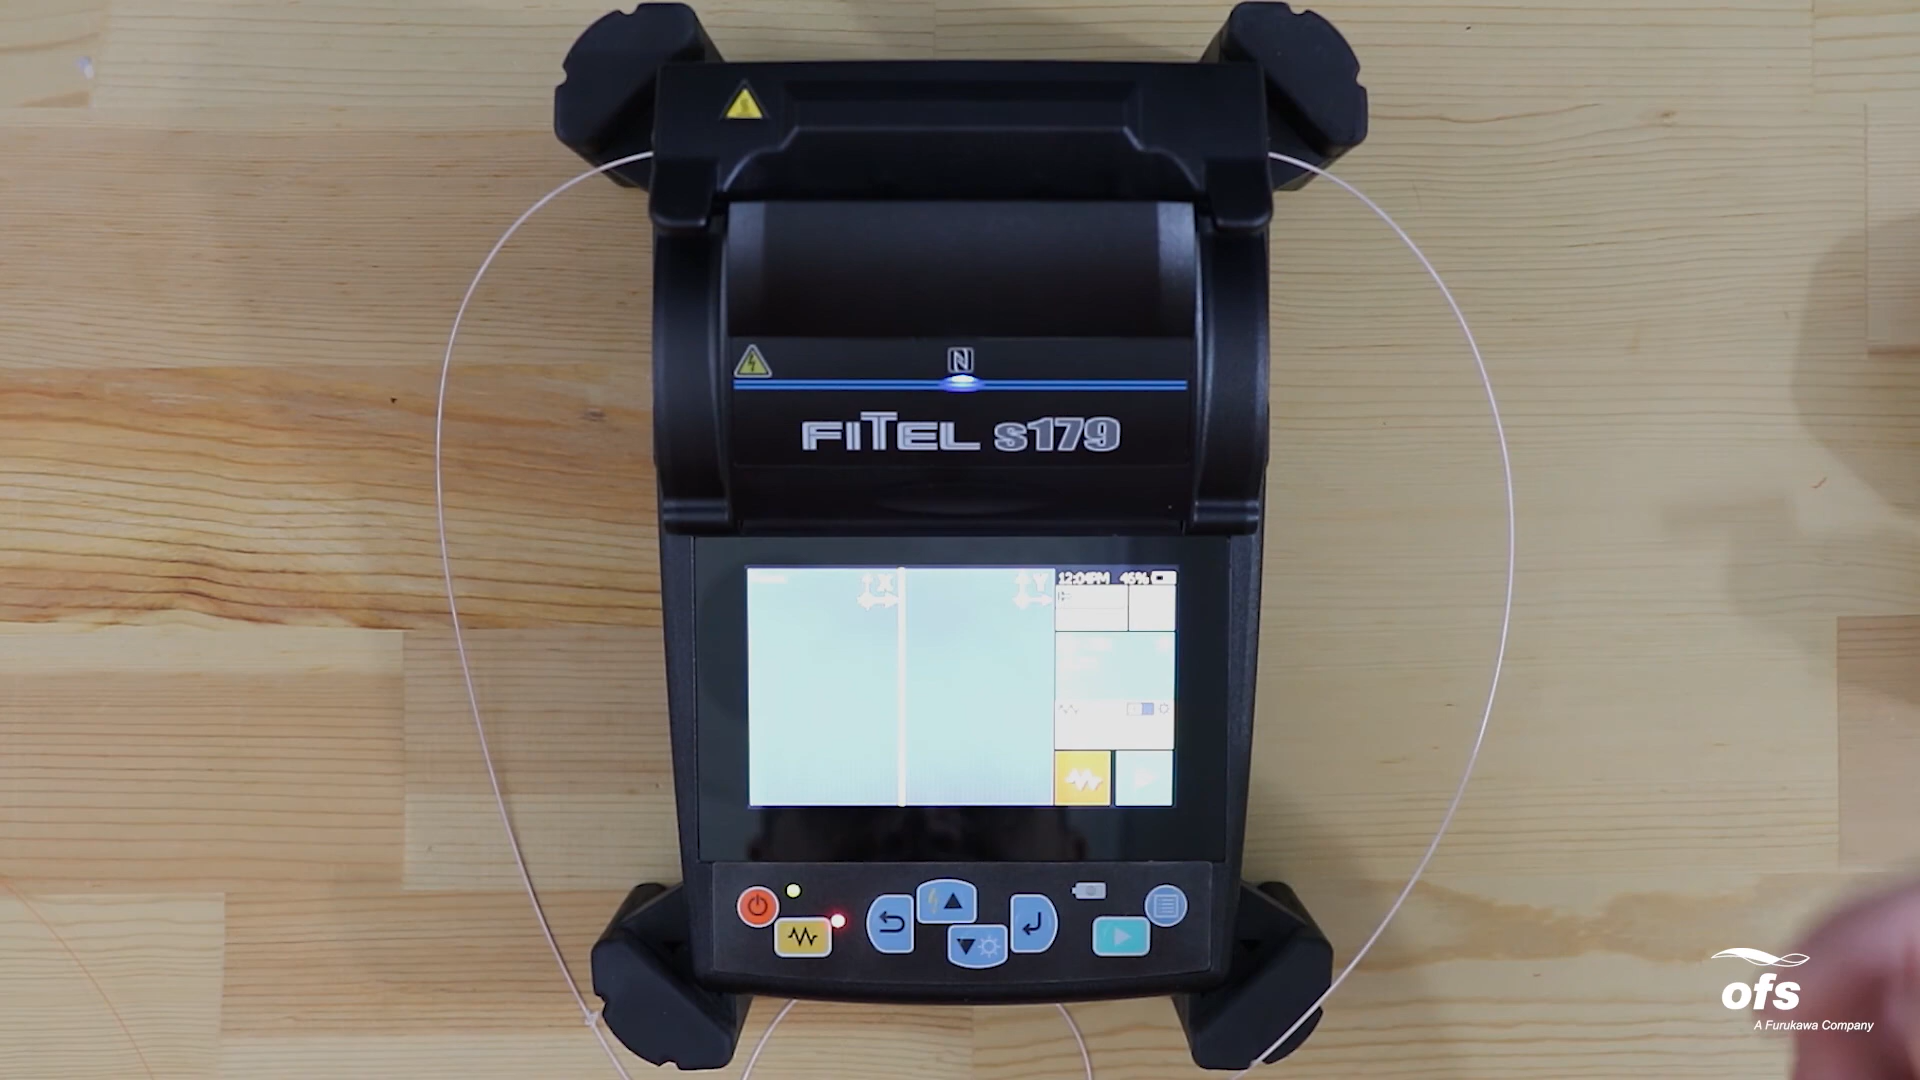 FITEL s179
X
Y
12:04PM 46%
ofs
A Furukawa Company